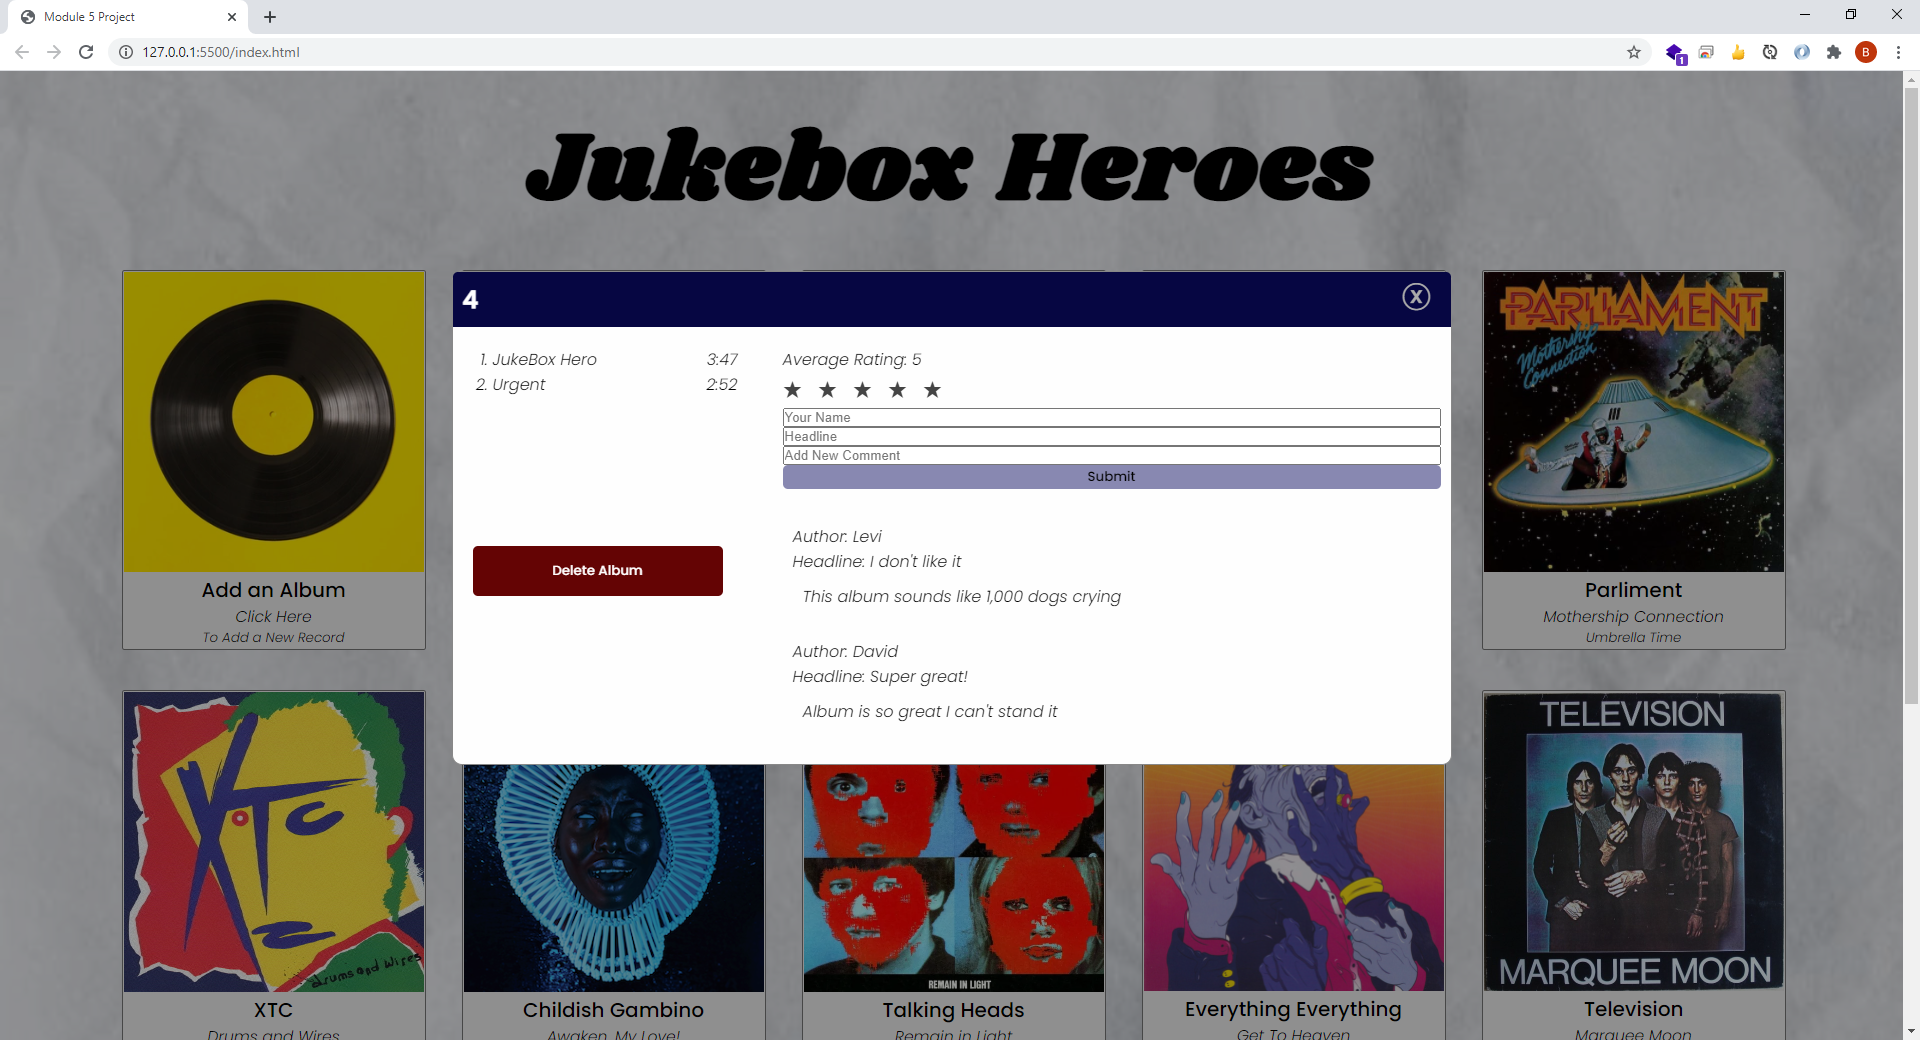 Module 5 Project
127.0.0.1:5500/index.html
1
B
Jukebox Heroes
4
X
1. JukeBox Hero 3:47
2. Urgent 2:52
Delete Album
Average Rating: 5
★ ★ ★ ★ ★
Your Name
Headline
Add New Comment
Submit
Author: Levi
Headline: I don't like it
This album sounds like 1,000 dogs crying
Author: David
Headline: Super great!
Album is so great I can't stand it
Add an Album
Click Here
To Add a New Record
PARLIAMENT
Mothership
Connection
Parliment
Mothership Connection
Umbrella Time
XTC
drums and wires
XTC
Drums and Wires
Childish Gambino
Awaken, My Love!
REMAIN IN LIGHT
Talking Heads
Remain in Light
Everything Everything
Get To Heaven
TELEVISION
MARQUEE MOON
Television
Marquee Moon